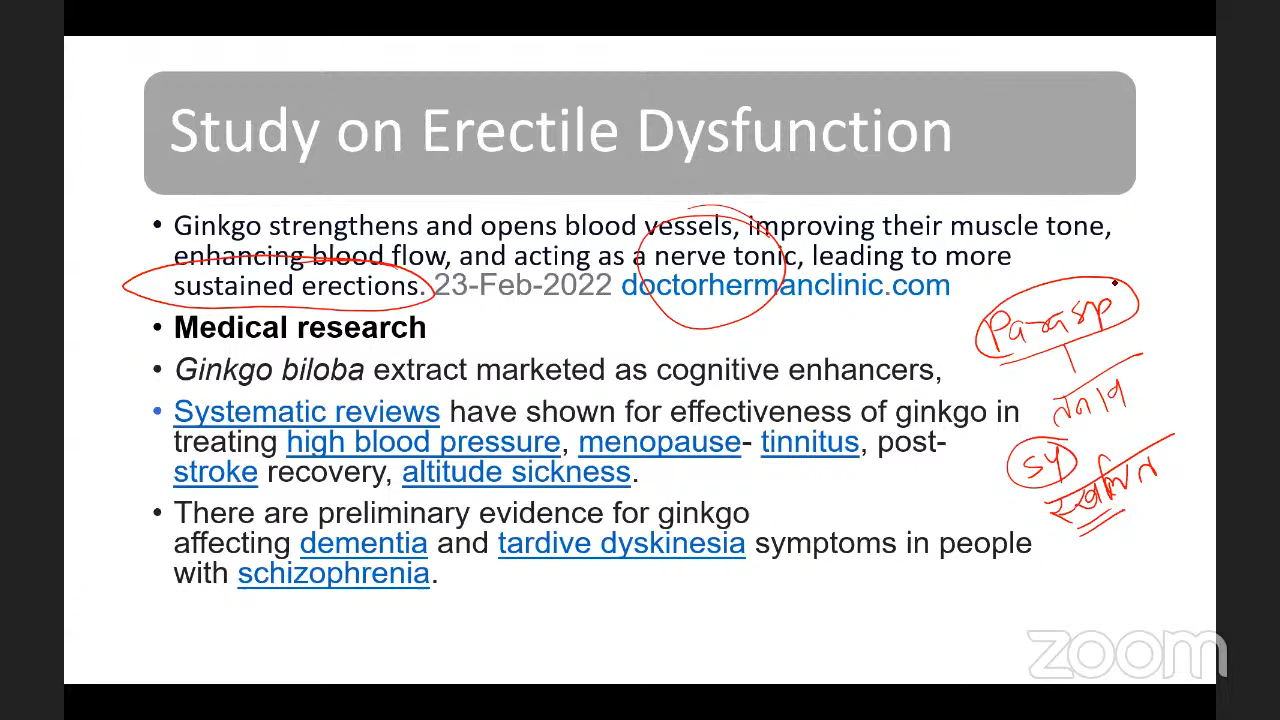 Study on Erectile Dysfunction
• Ginkgo strengthens and opens blood vessels, improving their muscle tone,
enhancing blood flow, and acting as a nerve tonic, leading to more
sustained erections. 23-Feb-2022 doctorhermanclinic.com
• Medical research
• Ginkgo biloba extract marketed as cognitive enhancers,
• Systematic reviews have shown for effectiveness of ginkgo in
treating high blood pressure, menopause- tinnitus, post-
stroke recovery, altitude sickness.
• There are preliminary evidence for ginkgo
affecting dementia and tardive dyskinesia symptoms in people
with schizophrenia.
Parasyp
तनाव
Sy
स्खलित
zoom